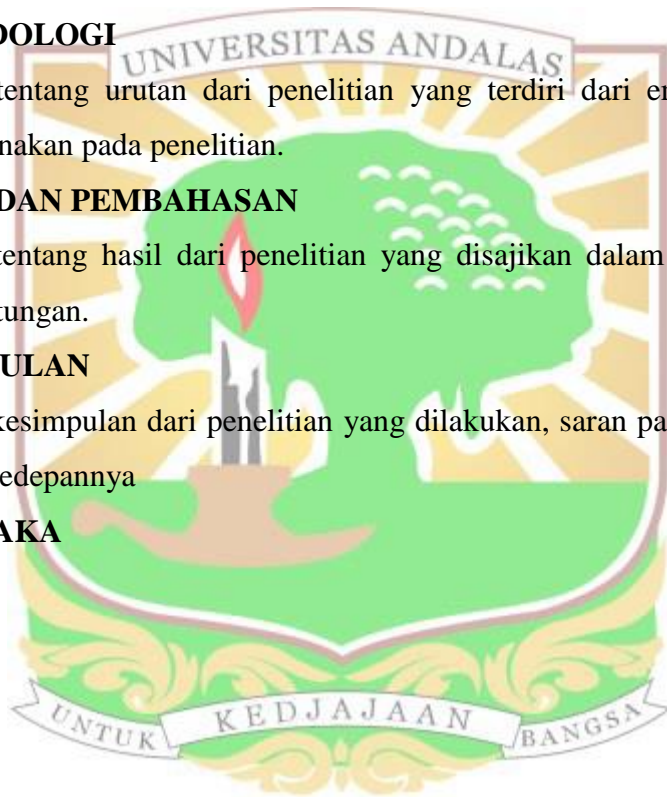 DOLOGI
UNIVERSITAS ANDALAS
tentang urutan dari penelitian yang terdiri dari en
nakan pada penelitian.
DAN PEMBAHASAN
tentang hasil dari penelitian yang disajikan dalam
tungan.
ULAN
kesimpulan dari penelitian yang dilakukan, saran pa
edepannya
AKA
UNTUK KEDJAJAAN BANGSA